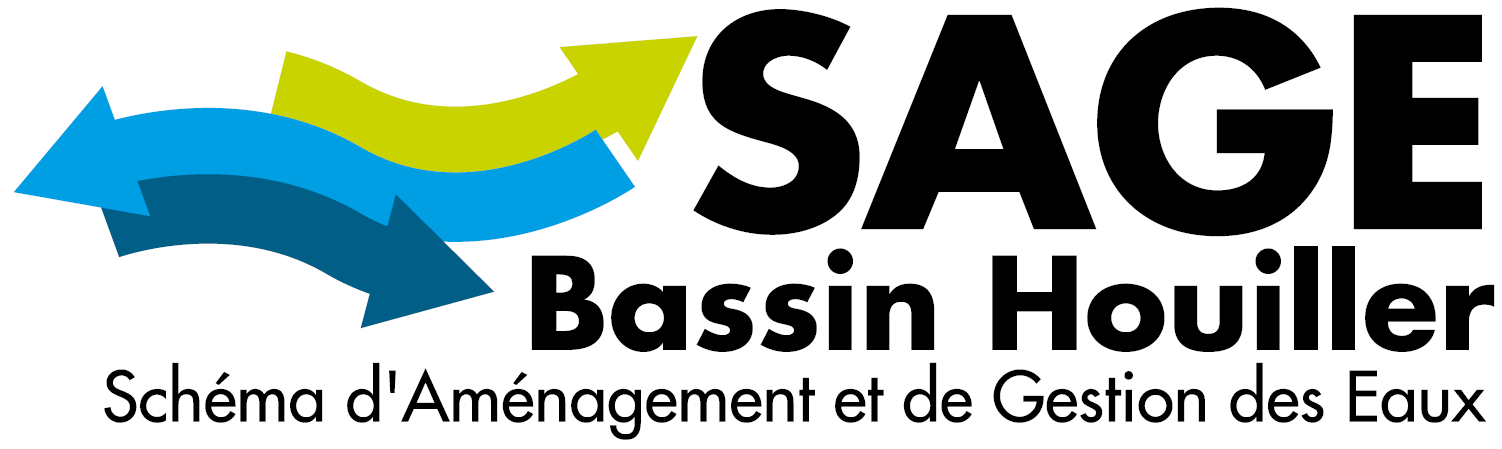 SAGE
Bassin Houiller
Schéma d'Aménagement et de Gestion des Eaux